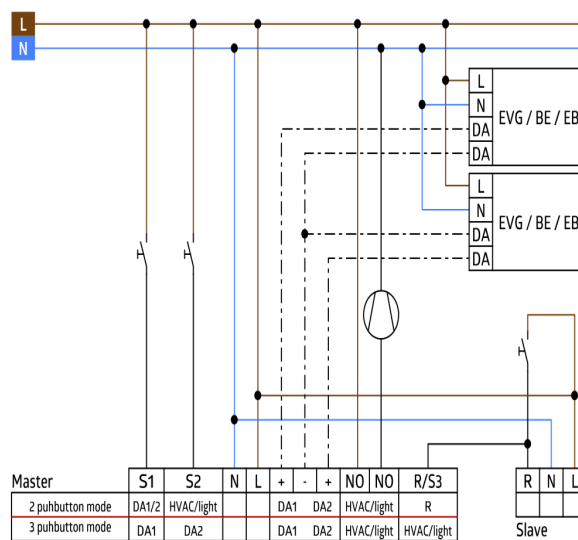 L
N
L
N
EVG / BE / EB
DA
DA
L
N
EVG / BE / EB
DA
DA
Master S1 S2 N L + - + NO NO R/S3 R N L
2 puhbutton mode DA1/2 HVAC/light DA1 DA2 HVAC/light R
3 puhbutton mode DA1 DA2 DA1 DA2 HVAC/light HVAC/light Slave